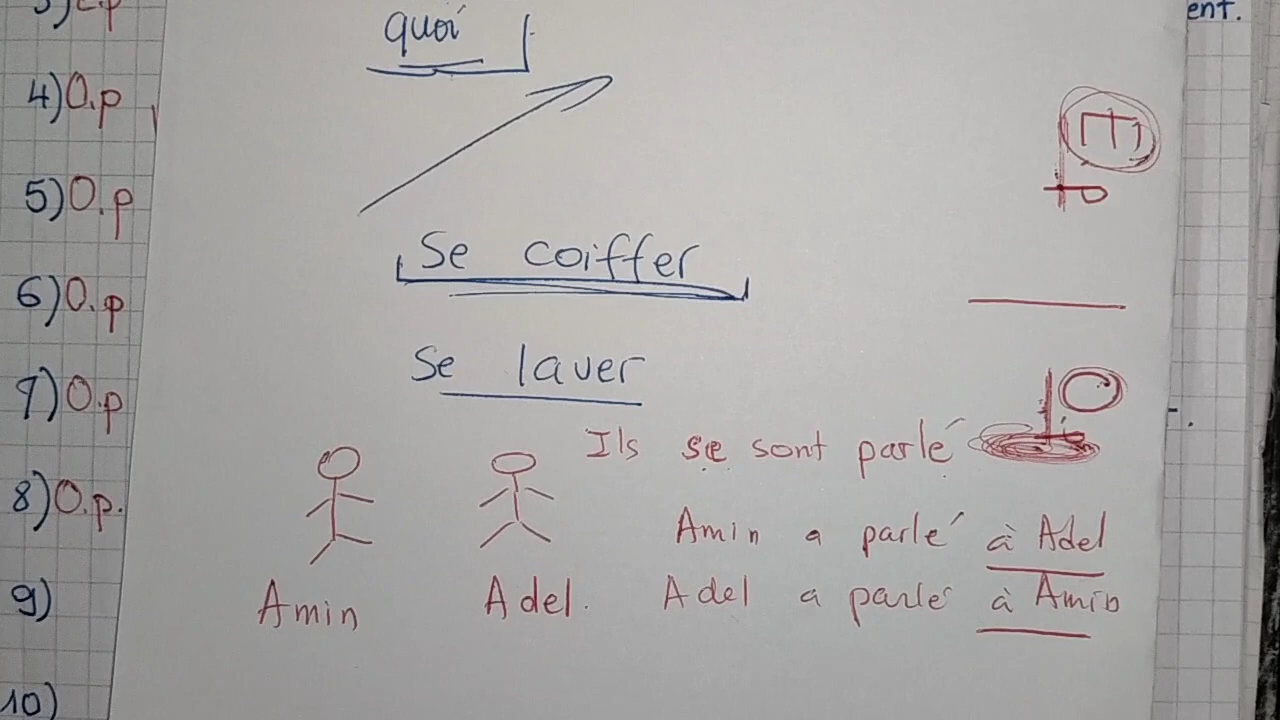 3) E.p
4) O.p
5) O.p
6) O.p
7) O.p
8) O.p.
9)
10)
quoi
Se coiffer
Se laver
Ils se sont parlé
Amin a parlé à Adel
Adel a parlé à Amin
Amin
Adel.
E
P
O
ent.